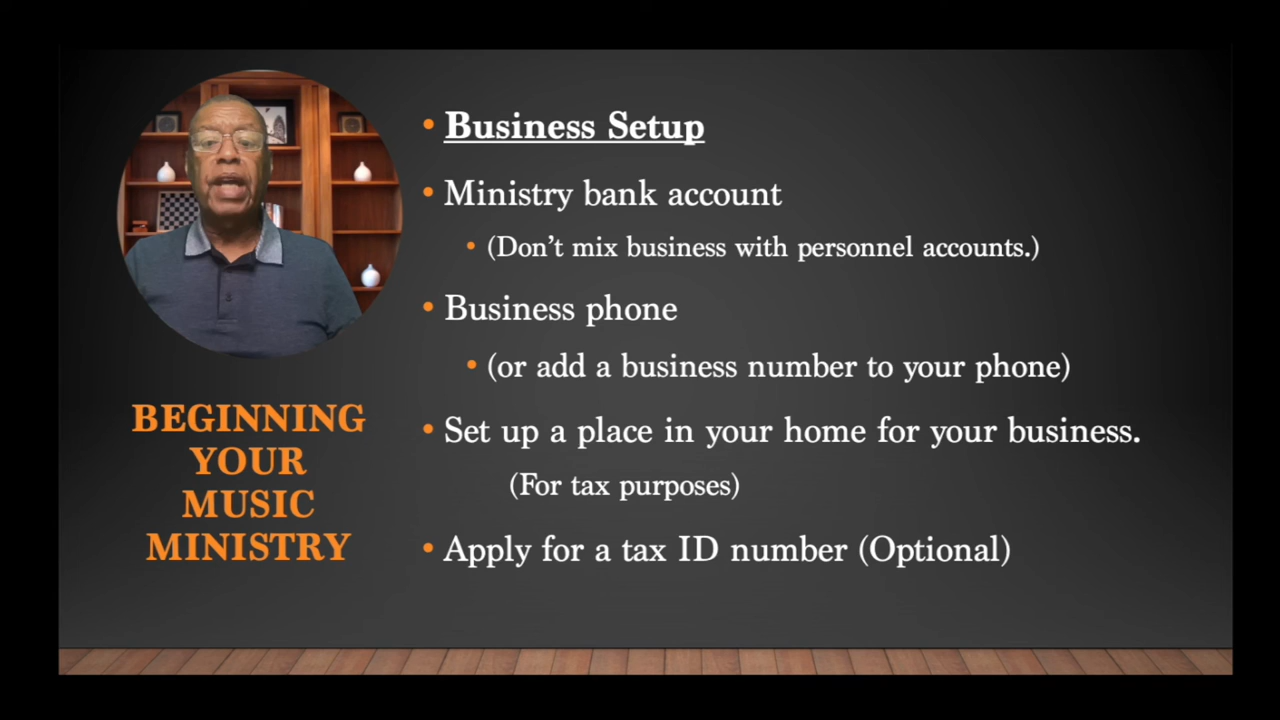 BEGINNING
YOUR
MUSIC
MINISTRY
• Business Setup
• Ministry bank account
• (Don’t mix business with personnel accounts.)
• Business phone
• (or add a business number to your phone)
• Set up a place in your home for your business.
(For tax purposes)
• Apply for a tax ID number (Optional)